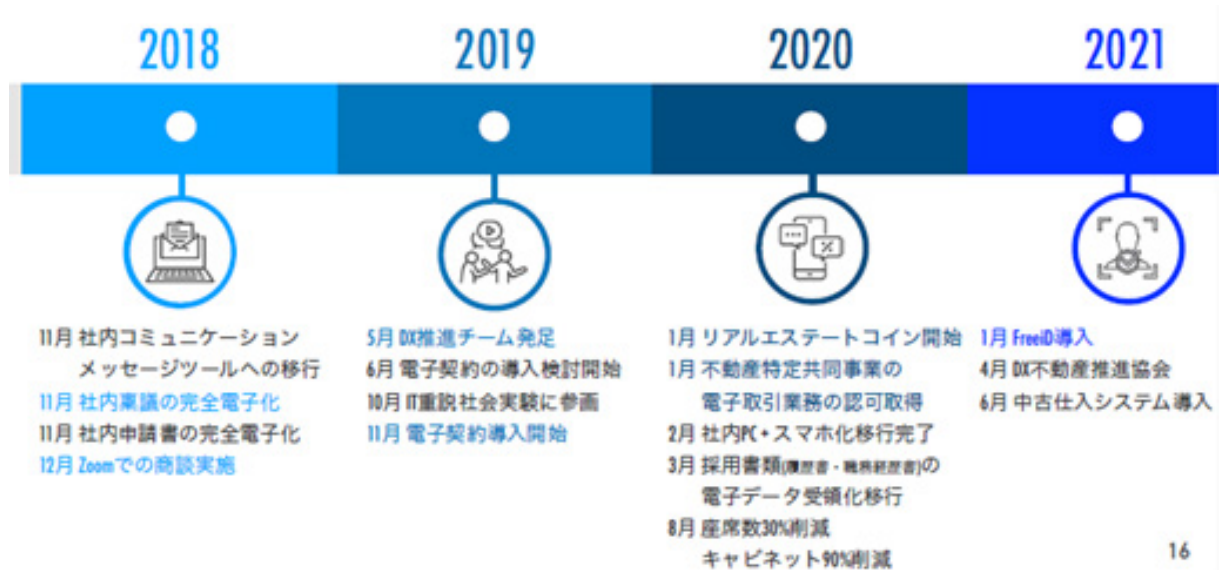 2018
11月 社内コミュニケーション
メッセージツールへの移行
11月 社内稟議の完全電子化
11月 社内申請書の完全電子化
12月 Zoomでの商談実施
2019
5月 DX推進チーム発足
6月 電子契約の導入検討開始
10月 IT重説社会実験に参画
11月 電子契約導入開始
2020
1月 リアルエステートコイン開始
1月 不動産特定共同事業の
電子取引業務の認可取得
2月 社内PC・スマホ化移行完了
3月 採用書類(履歴書・職務経歴書)の
電子データ受領化移行
8月 座席数30%削減
キャビネット90%削減
2021
1月 FreeiD導入
4月 DX不動産推進協会
6月 中古仕入システム導入
16